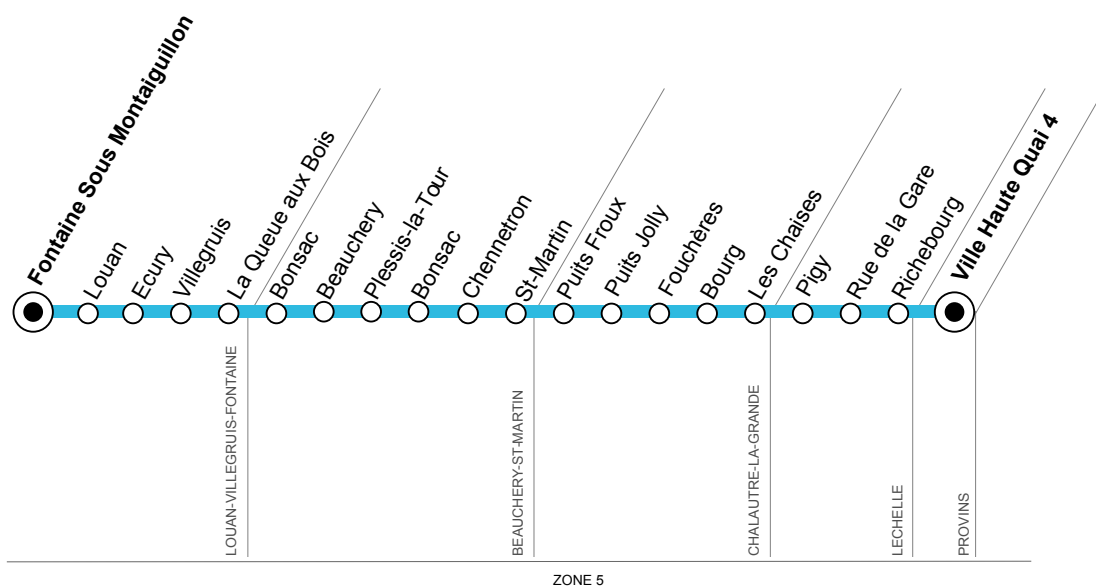 Fontaine Sous Montaiguillon
Louan
Ecury
Villegruis
La Queue aux Bois
Bonsac
Beauchery
Plessis-la-Tour
Bonsac
Chennetron
St-Martin
Puits Froux
Puits Jolly
Fouchères
Bourg
Les Chaises
Pigy
Rue de la Gare
Richebourg
Ville Haute Quai 4
LOUAN-VILLEGRUIS-FONTAINE
BEAUCHERY-ST-MARTIN
CHALAUTRE-LA-GRANDE
LECHELLE
PROVINS
ZONE 5